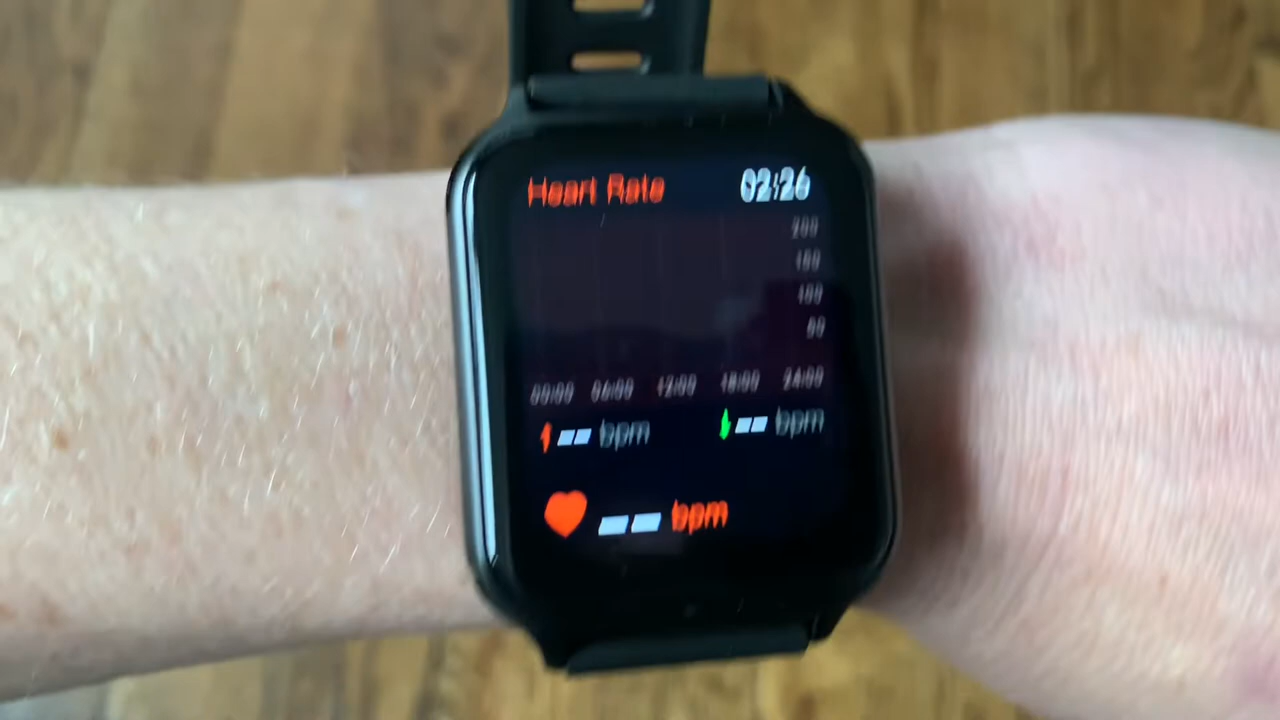 Heart Rate 02:26
200
150
100
50
00:00 06:00 12:00 18:00 24:00
-- bpm -- bpm
-- bpm